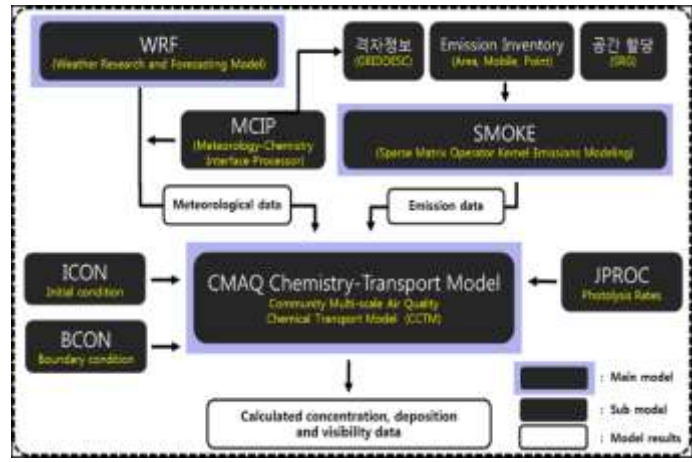 WRF
(Weather Research and Forecasting Model)
격자정보
(GRIDDESC)
Emission Inventory
(Area, Mobile, Point)
공간 할당
(SRG)
MCIP
(Meteorology-Chemistry
Interface Processor)
SMOKE
(Sparse Matrix Operator Kernel Emissions Modeling)
Meteorological data
Emission data
ICON
Initial condition
CMAQ Chemistry-Transport Model
Community Multi-scale Air Quality
Chemical Transport Model (CCTM)
JPROC
Photolysis Rates
BCON
Boundary condition
Calculated concentration, deposition
and visibility data
: Main model
: Sub model
: Model results